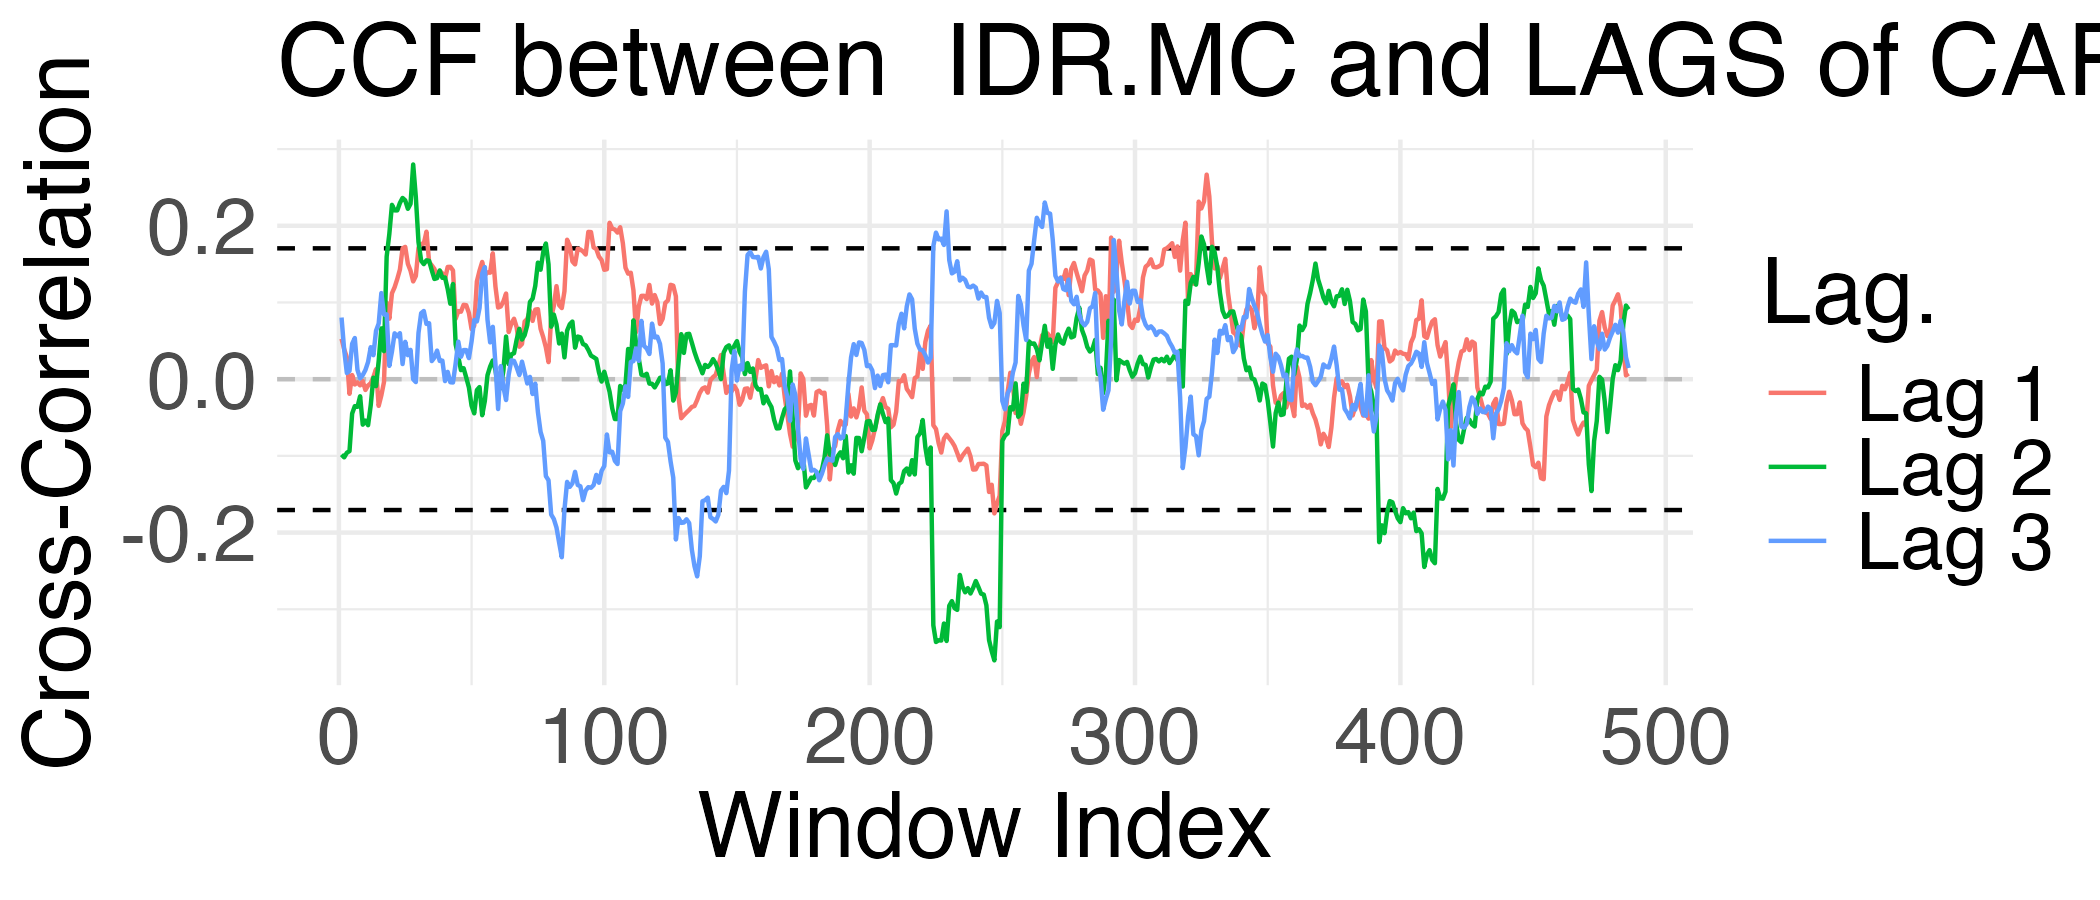 CCF between  IDR.MC and LAGS of CAR
Cross-Correlation
0.2
0.0
-0.2
0
100
200
300
400
500
Window Index
Lag.
Lag 1
Lag 2
Lag 3